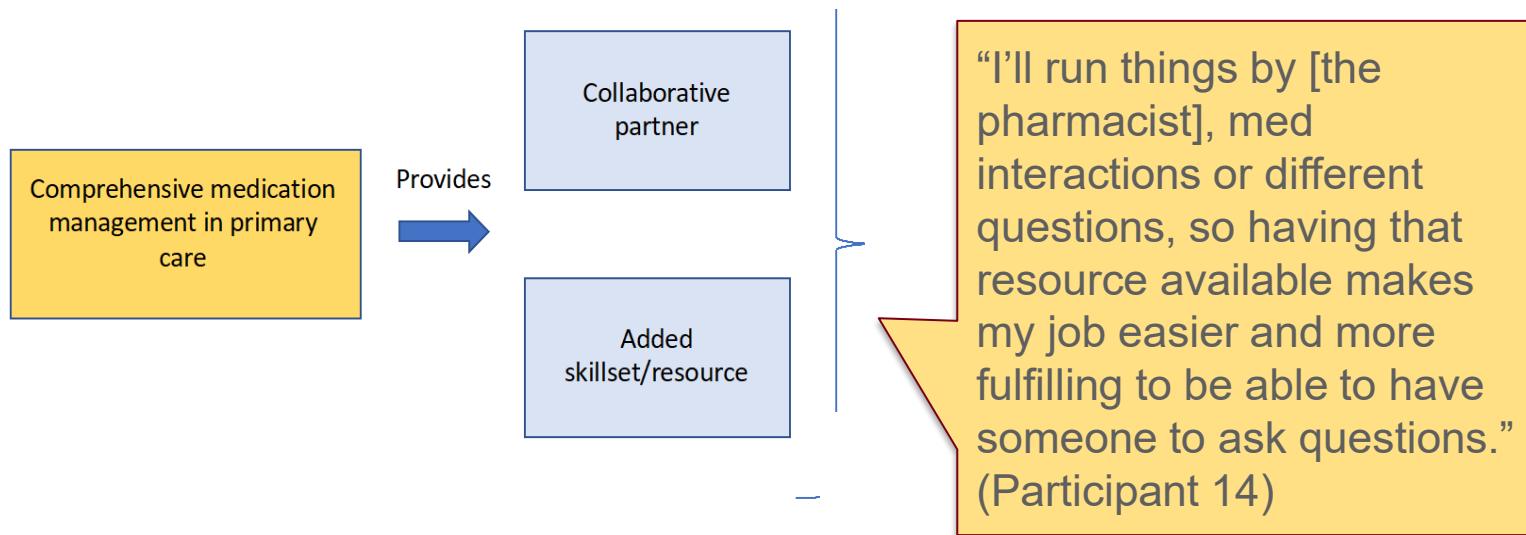 Comprehensive medication
management in primary
care
Provides
Collaborative
partner
Added
skillset/resource
“I’ll run things by [the
pharmacist], med
interactions or different
questions, so having that
resource available makes
my job easier and more
fulfilling to be able to have
someone to ask questions.”
(Participant 14)